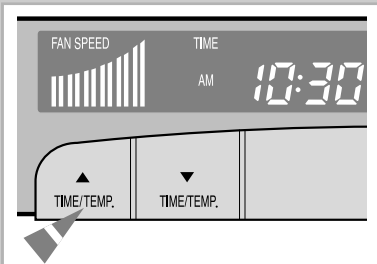 FAN SPEED TIME
AM 10:30
▲ ▼
TIME/TEMP. TIME/TEMP.